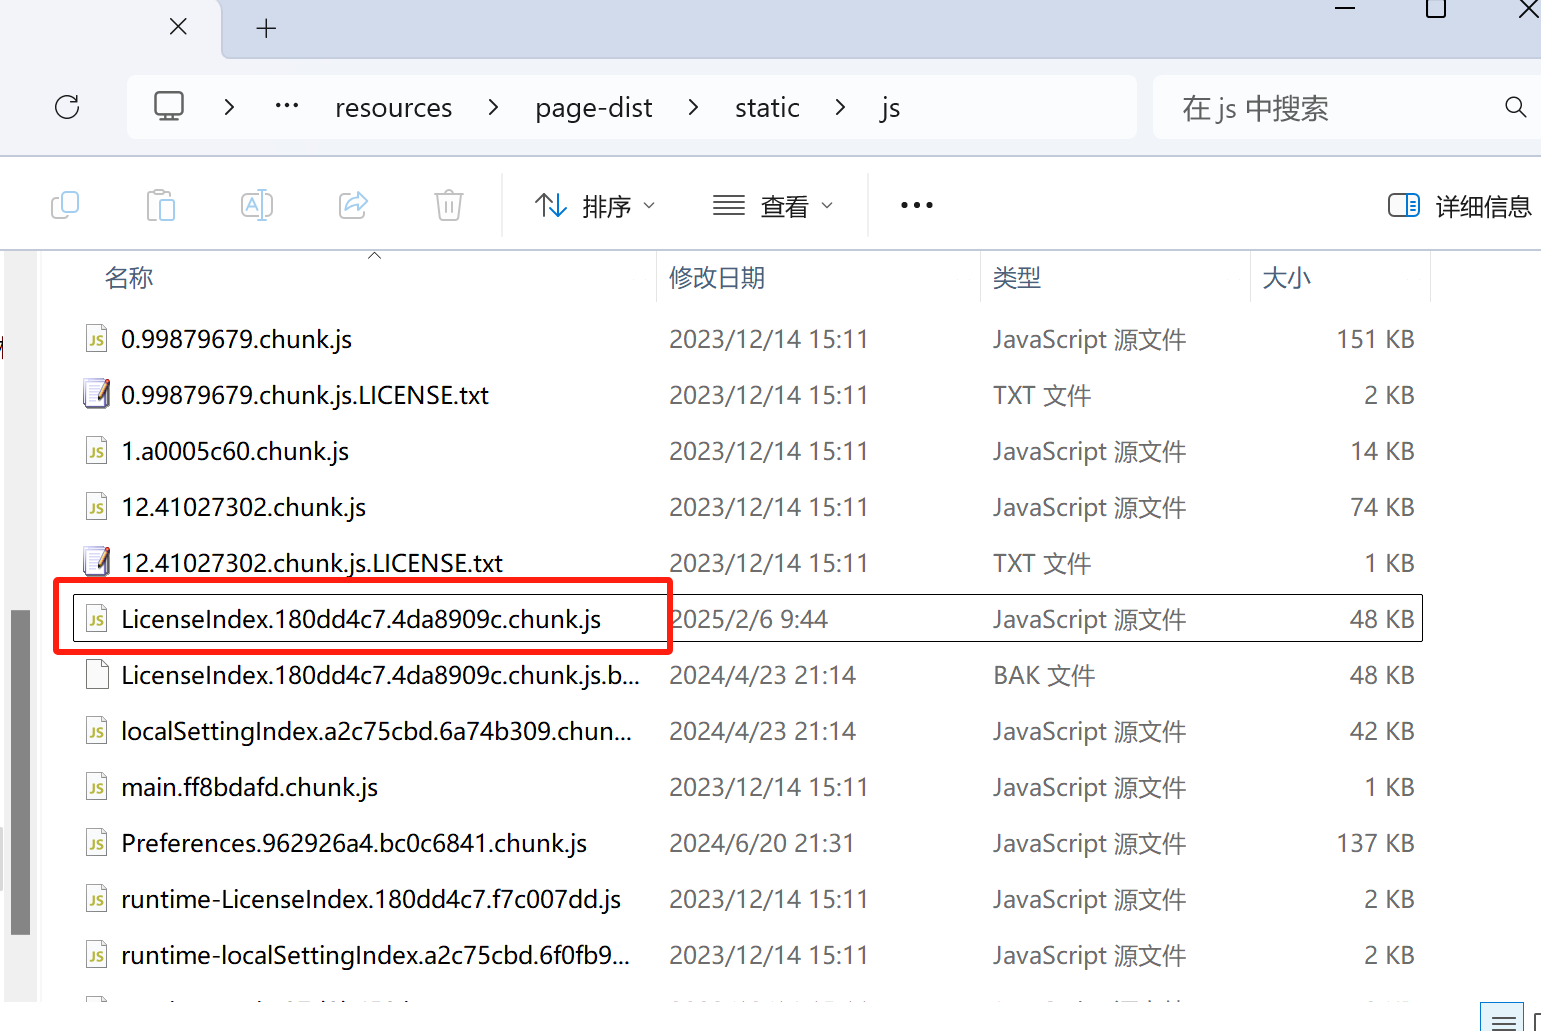 resources > page-dist > static > js
在 js 中搜索
排序 查看 详细信息
名称 修改日期 类型 大小
0.99879679.chunk.js 2023/12/14 15:11 JavaScript 源文件 151 KB
0.99879679.chunk.js.LICENSE.txt 2023/12/14 15:11 TXT 文件 2 KB
1.a0005c60.chunk.js 2023/12/14 15:11 JavaScript 源文件 14 KB
12.41027302.chunk.js 2023/12/14 15:11 JavaScript 源文件 74 KB
12.41027302.chunk.js.LICENSE.txt 2023/12/14 15:11 TXT 文件 1 KB
LicenseIndex.180dd4c7.4da8909c.chunk.js 2025/2/6 9:44 JavaScript 源文件 48 KB
LicenseIndex.180dd4c7.4da8909c.chunk.js.b... 2024/4/23 21:14 BAK 文件 48 KB
localSettingIndex.a2c75cbd.6a74b309.chun... 2024/4/23 21:14 JavaScript 源文件 42 KB
main.ff8bdafd.chunk.js 2023/12/14 15:11 JavaScript 源文件 1 KB
Preferences.962926a4.bc0c6841.chunk.js 2024/6/20 21:31 JavaScript 源文件 137 KB
runtime-LicenseIndex.180dd4c7.f7c007dd.js 2023/12/14 15:11 JavaScript 源文件 2 KB
runtime-localSettingIndex.a2c75cbd.6f0fb9... 2023/12/14 15:11 JavaScript 源文件 2 KB